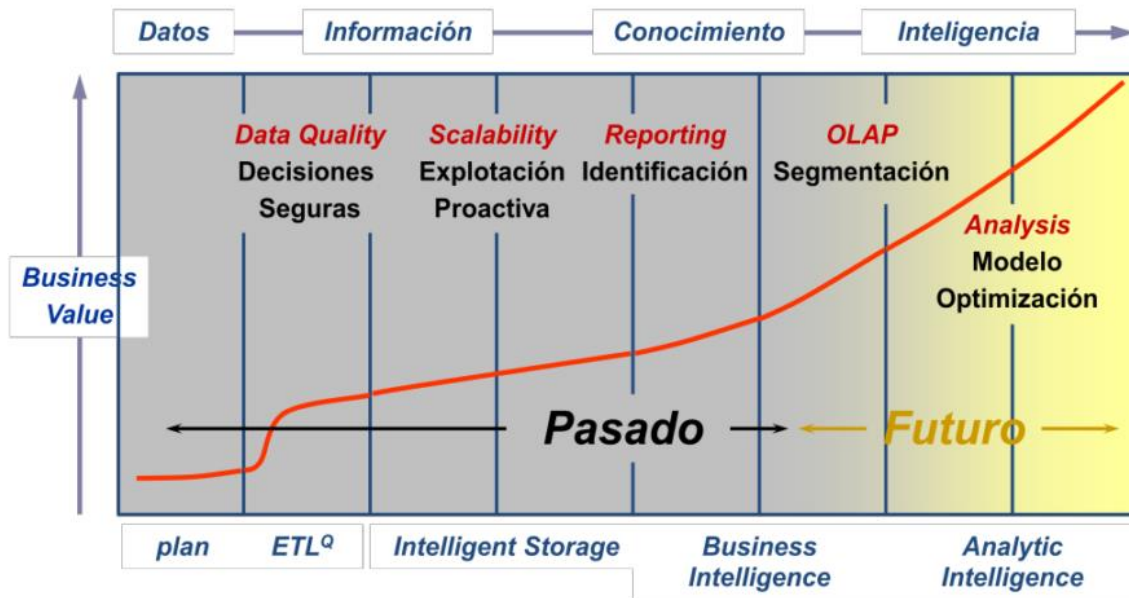 Datos
Información
Conocimiento
Inteligencia
Data Quality
Decisiones
Seguras
Scalability
Explotación
Proactiva
Reporting
Identificación
OLAP
Segmentación
Analysis
Modelo
Optimización
Business
Value
Pasado
Futuro
plan
ETLQ
Intelligent Storage
Business
Intelligence
Analytic
Intelligence